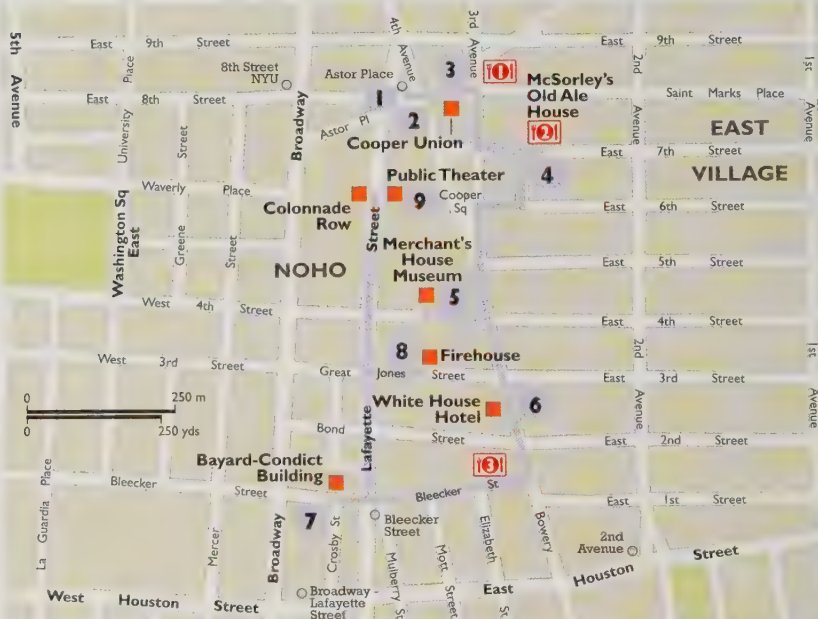 5th Avenue
East 9th Street
Place
8th Street
NYU
Astor Place
4th Avenue
3rd Avenue
3
1
McSorley's
Old Ale
House
2
East 9th Street
2nd Avenue
1st
Saint Marks Place
EAST
VILLAGE
East 8th Street
University
Street
Broadway
1
Astor Pl
2
Cooper Union
East 7th Street
Avenue
4
Public Theater
9
Cooper
Sq
Colonnade
Row
Street
Waverly Place
Washington Sq
East
Greene
Street
East 6th Street
NOHO
Merchant's
House
Museum
5
East 5th Street
West 4th Street
East 4th Street
8
Firehouse
West 3rd Street
Great Jones Street
East 3rd Street
2nd Avenue
1st Avenue
0 250 m
0 250 yds
White House
Hotel
6
Bond Street
East 2nd Street
Lafayette
Bayard-Condict
Building
3
La Guardia Place
Bleecker Street
Bleecker St
East 1st Street
7
Mercer
Broadway
Crosby St
Bleecker
Street
Mulberry St
Mott Street
Elizabeth St
Bowery
2nd
Avenue
West Houston Street
Broadway -
Lafayette
Street
East Houston Street